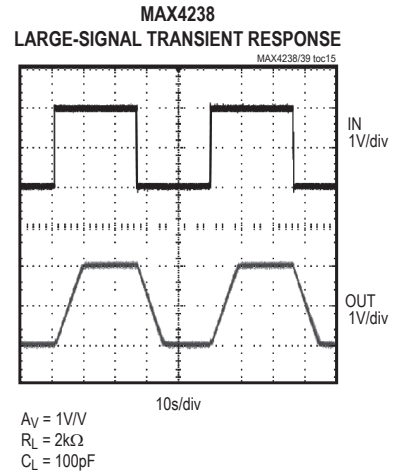 MAX4238
LARGE-SIGNAL TRANSIENT RESPONSE
MAX4238/39 toc15
IN
1V/div
OUT
1V/div
10s/div
AV = 1V/V
RL = 2kΩ
CL = 100pF